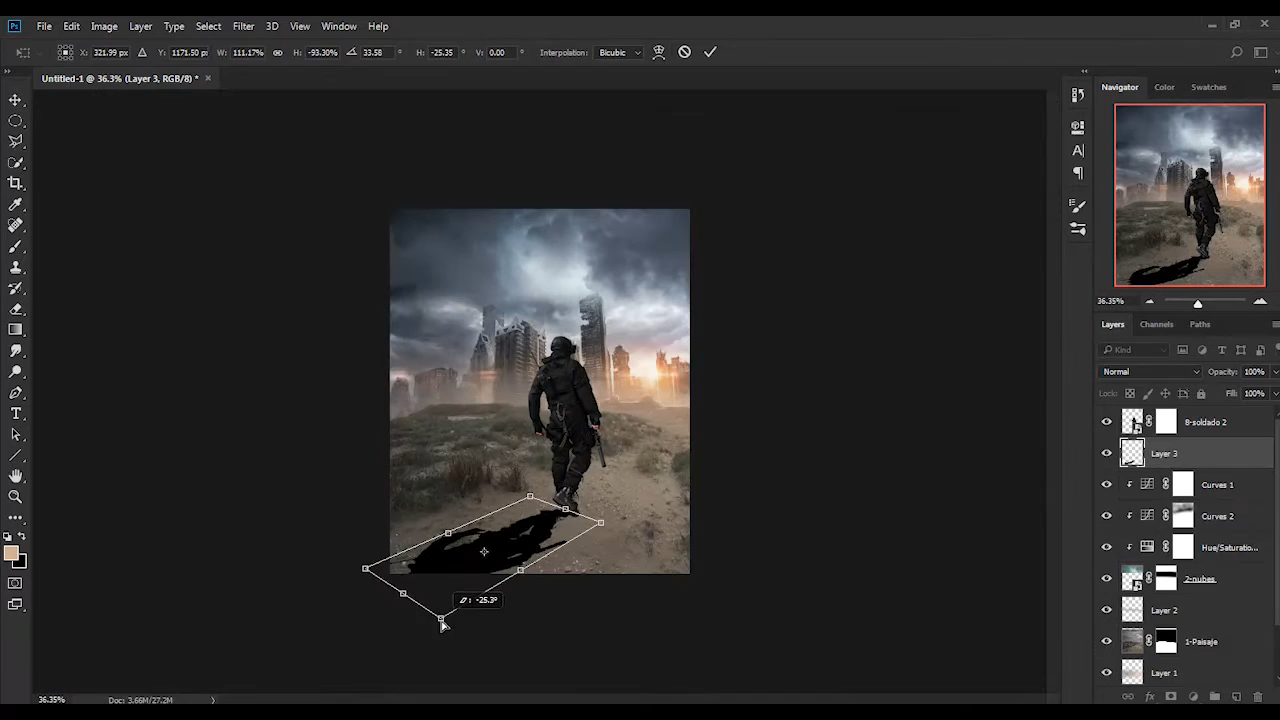 Ps File Edit Image Layer Type Select Filter 3D View Window Help
X: 321.99 px Y: 1171.50 px W: 111.17% H: -93.30% 33.58 ° H: -25.35 ° V: 0.00 ° Interpolation: Bicubic
Untitled-1 @ 36.3% (Layer 3, RGB/8) * ×
Navigator Color Swatches
36.35%
Layers Channels Paths
Kind
Normal Opacity: 100%
Lock: Fill: 100%
8-soldado 2
Layer 3
Curves 1
Curves 2
Hue/Saturatio...
2-nubes
Layer 2
1-Paisaje
Layer 1
: -25.3°
36.35% Doc: 3.66M/27.2M